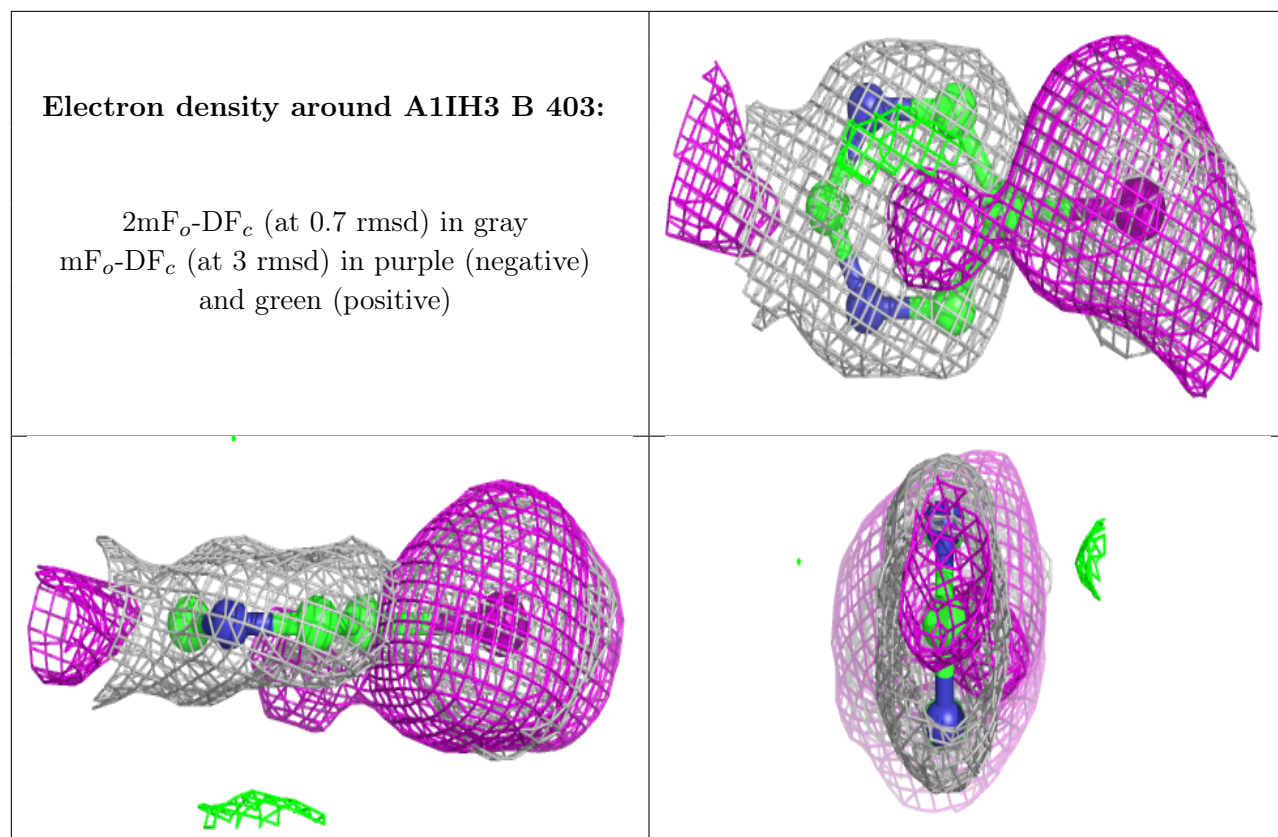 Electron density around A1IH3 B 403:
2mFo-DFc (at 0.7 rmsd) in gray
mFo-DFc (at 3 rmsd) in purple (negative)
and green (positive)